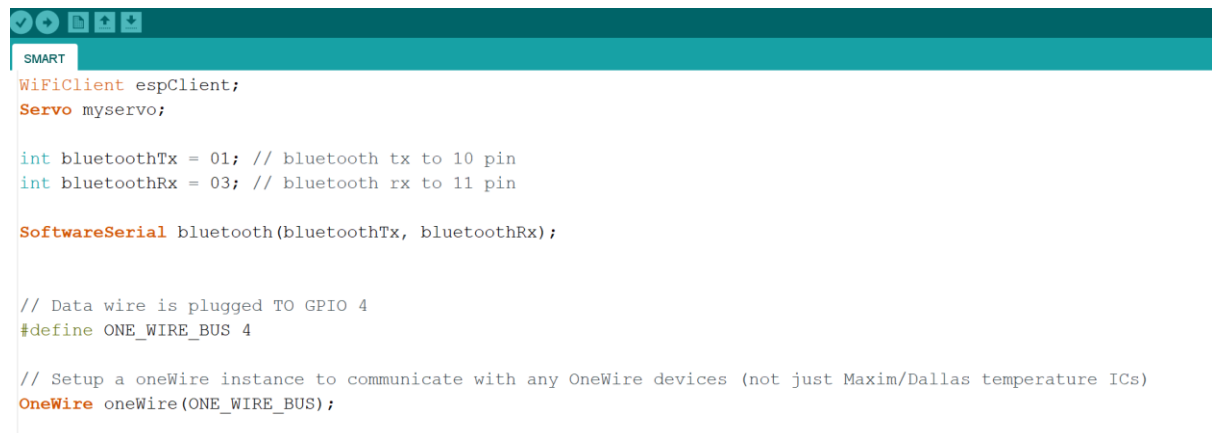 SMART
WiFiClient espClient;
Servo myservo;
int bluetoothTx = 01; // bluetooth tx to 10 pin
int bluetoothRx = 03; // bluetooth rx to 11 pin
SoftwareSerial bluetooth(bluetoothTx, bluetoothRx);
// Data wire is plugged TO GPIO 4
#define ONE_WIRE_BUS 4
// Setup a oneWire instance to communicate with any OneWire devices (not just Maxim/Dallas temperature ICs)
OneWire oneWire(ONE_WIRE_BUS);